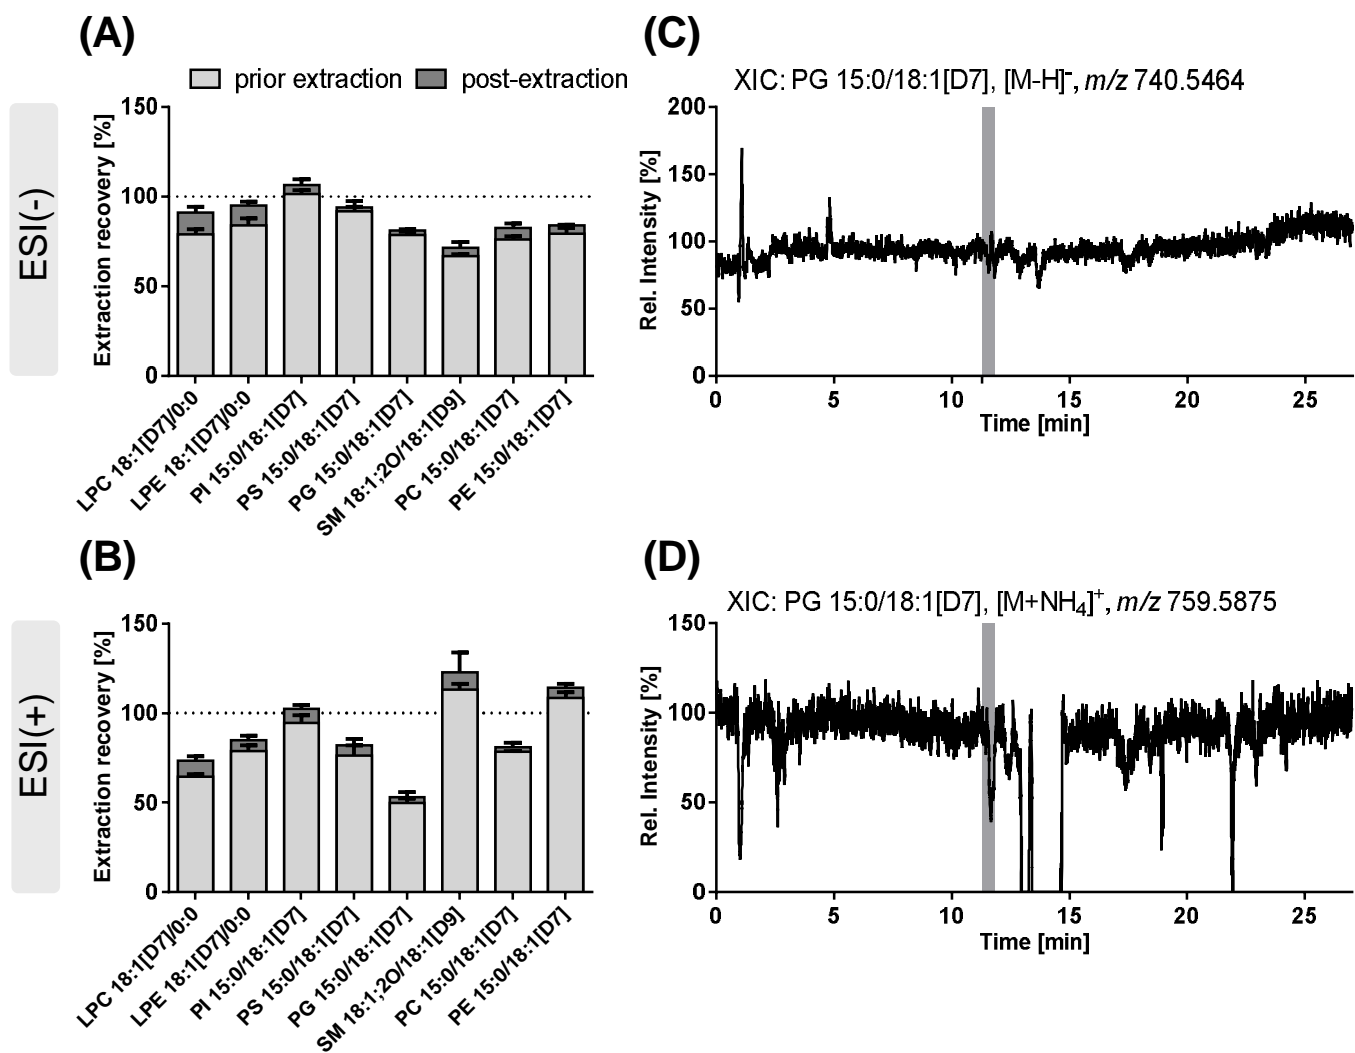 (A)
prior extraction post-extraction
ESI(-)
Extraction recovery [%]
150
100
50
0
LPC 18:1[D7]/0:0
LPE 18:1[D7]/0:0
PI 15:0/18:1[D7]
PS 15:0/18:1[D7]
PG 15:0/18:1[D7]
SM 18:1;2O/18:1[D9]
PC 15:0/18:1[D7]
PE 15:0/18:1[D7]
(C)
XIC: PG 15:0/18:1[D7], [M-H]⁻, m/z 740.5464
Rel. Intensity [%]
200
150
100
50
0
0 5 10 15 20 25
Time [min]
(B)
ESI(+)
Extraction recovery [%]
150
100
50
0
LPC 18:1[D7]/0:0
LPE 18:1[D7]/0:0
PI 15:0/18:1[D7]
PS 15:0/18:1[D7]
PG 15:0/18:1[D7]
SM 18:1;2O/18:1[D9]
PC 15:0/18:1[D7]
PE 15:0/18:1[D7]
(D)
XIC: PG 15:0/18:1[D7], [M+NH₄]⁺, m/z 759.5875
Rel. Intensity [%]
150
100
50
0
0 5 10 15 20 25
Time [min]